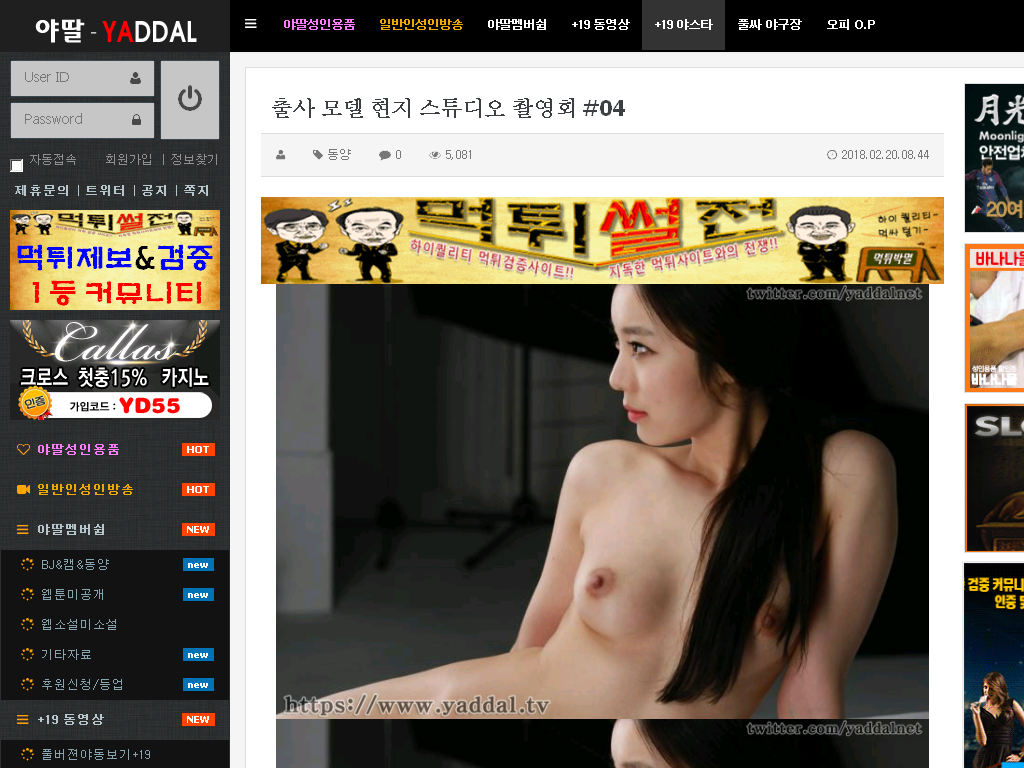 야딸 - YADDAL
야딸성인용품
일반인성인방송
야딸멤버쉽
+19 동영상
+19 야스타
풀싸 야구장
오피 O.P
User ID
Password
자동접속
회원가입 | 정보찾기
제휴문의 | 트위터 | 공지 | 쪽지
먹튀썰전
먹튀제보&검증
1등 커뮤니티
Callas
크로스 첫충15% 카지노
인증
가입코드 : YD55
야딸성인용품 HOT
일반인성인방송 HOT
야딸멤버쉽 NEW
BJ&캠&동양 new
웹툰미공개 new
웹소설미소설
기타자료 new
후원신청/등업 new
+19 동영상 NEW
풀버젼야동보기+19
출사 모델 현지 스튜디오 촬영회 #04
동양
0
5,081
2018.02.20.08.44
먹튀썰전
하이퀄리티 먹튀검증사이트!!
지독한 먹튀사이트와의 전쟁!!
하이 퀄리티~
먹싸 털기~
먹튀박멸
twitter.com/yaddalnet
https://www.yaddal.tv
twitter.com/yaddalnet
月光
Moonlig
안전업차
20여
바나나몰
바나나몰
SLO
검증 커뮤니
인증 및